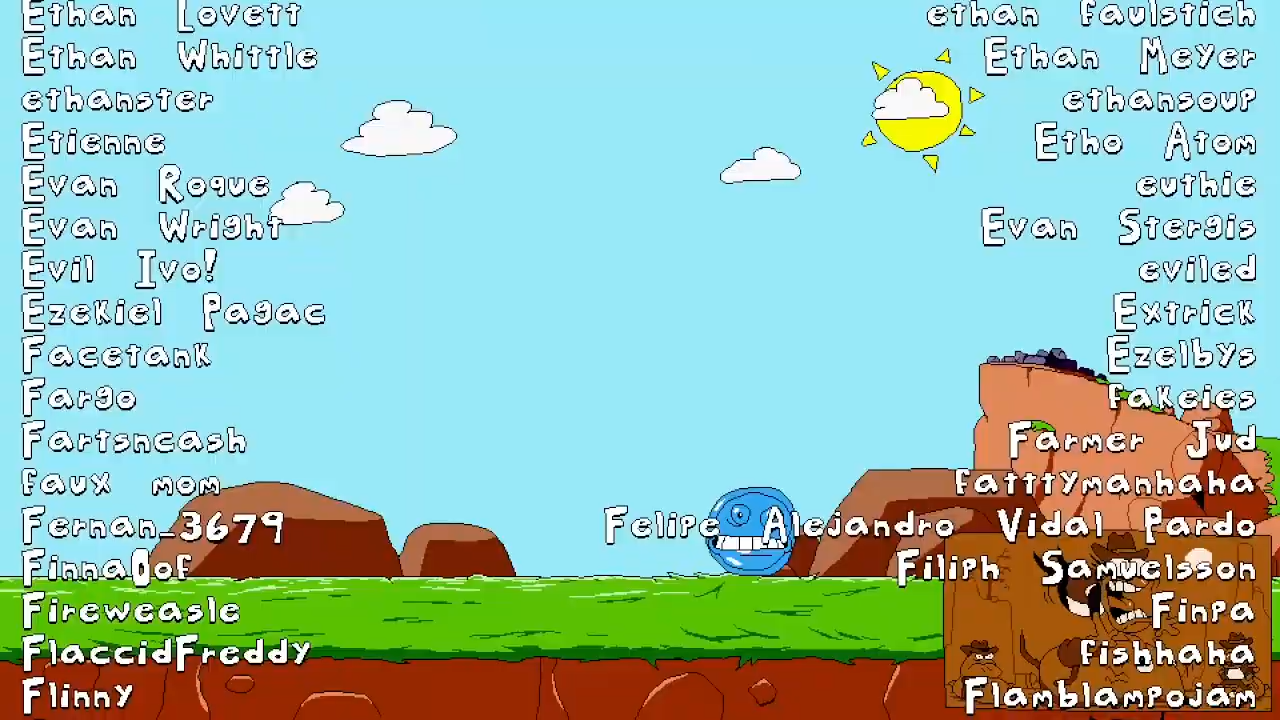 Ethan Lovett
ethan faulstich
Ethan Whittle
Ethan Meyer
ethanster
ethansoup
Etienne
Etho Atom
Evan Rogue
euthie
Evan Wright
Evan Stergis
Evil Ivo!
eviled
Ezekiel Pagac
Extrick
Facetank
Ezelbys
Fargo
fakeies
Fartsncash
Farmer Jud
faux mom
fatttymanhaha
Fernan_3679
Felipe Alejandro Vidal Pardo
Finna0of
Filiph Samuelsson
Fireweasle
Finpa
FlaccidFreddy
fishhaha
Flinny
Flamblampojam